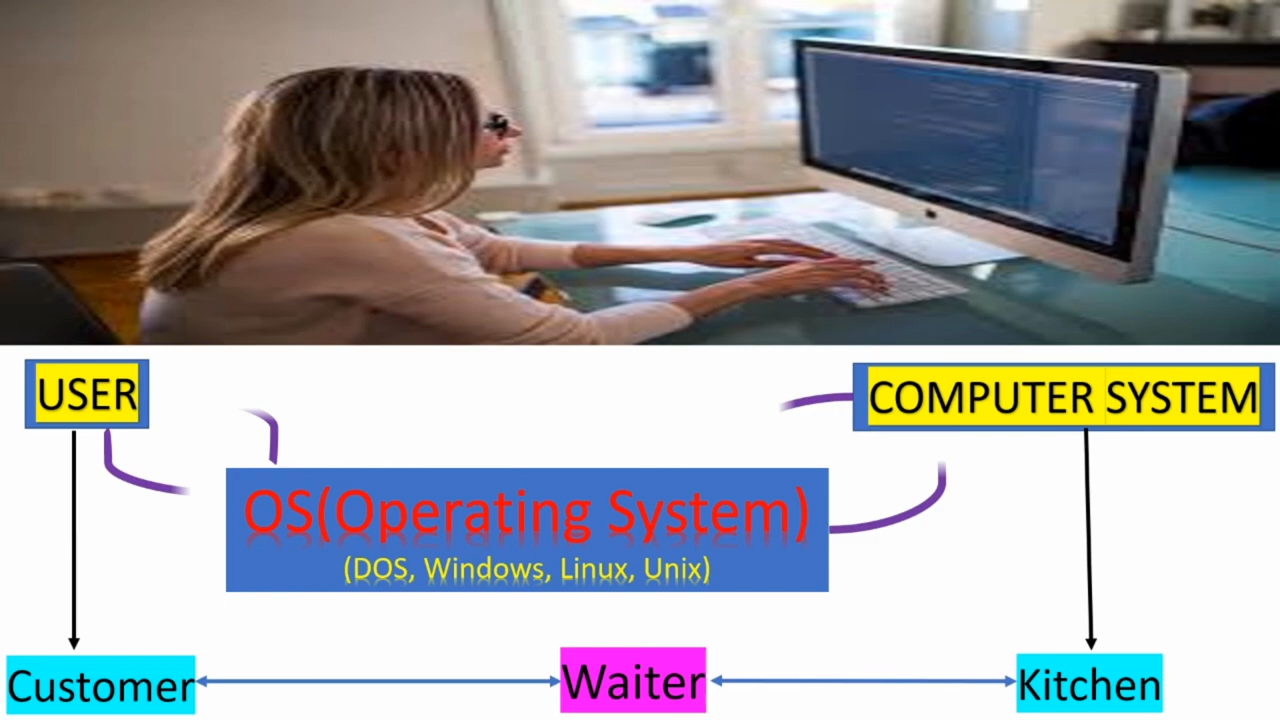 USER
COMPUTER SYSTEM
OS(Operating System)
(DOS, Windows, Linux, Unix)
Customer
Waiter
Kitchen